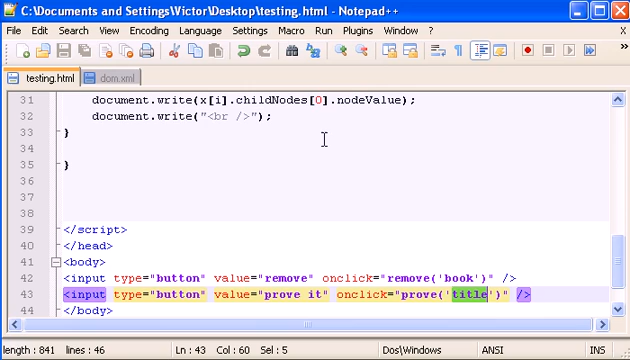 C:\Documents and Settings\Victor\Desktop\testing.html - Notepad++
File Edit Search View Encoding Language Settings Macro Run Plugins Window ? X
testing.html dom.xml
31 document.write(x[i].childNodes[0].nodeValue);
32 document.write("<br />");
33 }
34
35 }
36
37
38
39 </script>
40 </head>
41 <body>
42 <input type="button" value="remove" onclick="remove('book')" />
43 <input type="button" value="prove it" onclick="prove('title')" />
44 </body>
length : 841 lines : 46 Ln : 43 Col : 60 Sel : 5 Dos\Windows ANSI INS